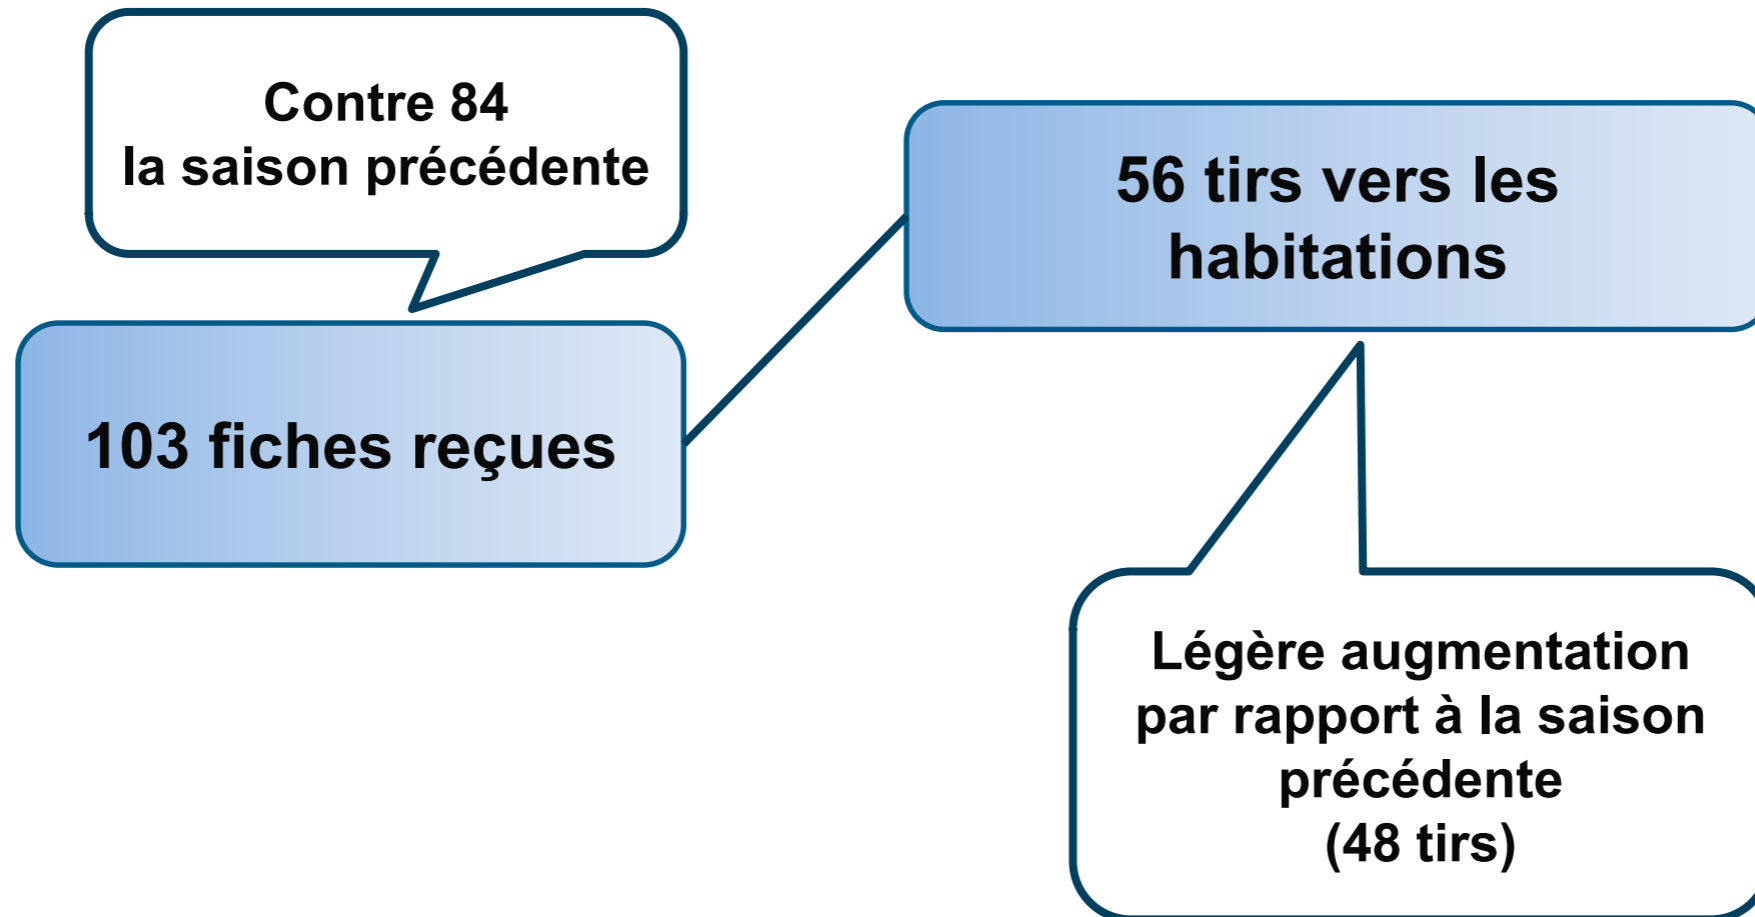 Contre 84
la saison précédente
103 fiches reçues
56 tirs vers les
habitations
Légère augmentation
par rapport à la saison
précédente
(48 tirs)